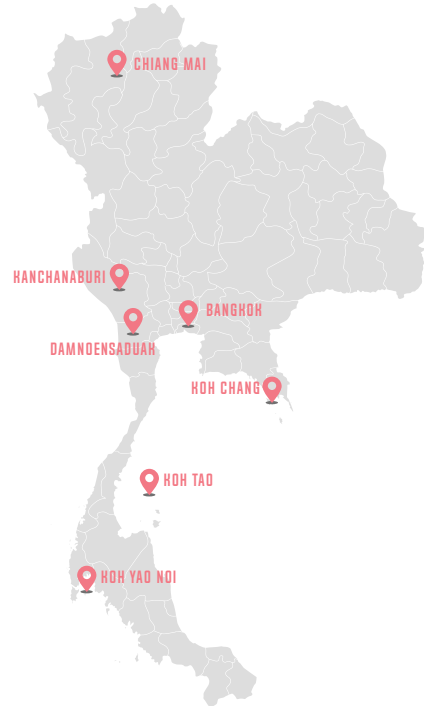 CHIANG MAI
KANCHANABURI
BANGKOK
DAMNOENSADUAK
KOH CHANG
KOH TAO
KOH YAO NOI